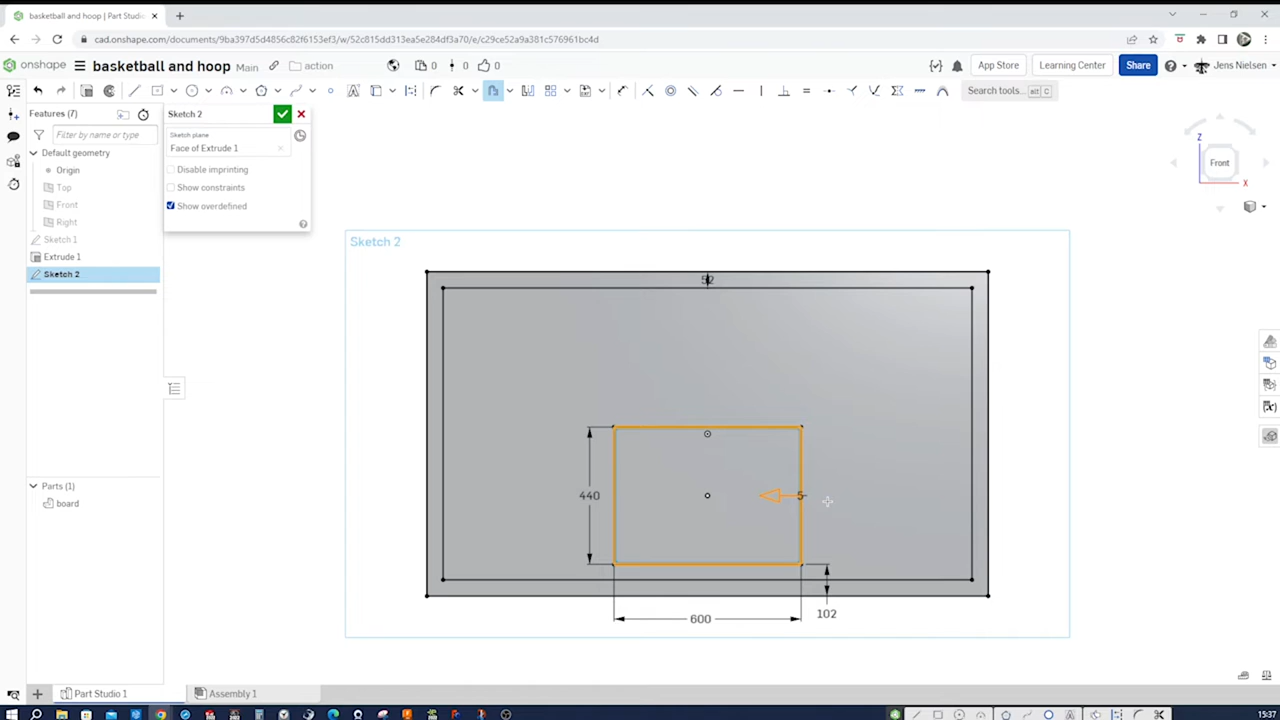 basketball and hoop | Part Studio
cad.onshape.com/documents/9ba397d5d4856c82f6153ef3/w/52c815dd313ea5e284df3a70/e/c29ce52a9a381c576961bc4d
onshape
basketball and hoop Main
action
0
0
0
App Store
Learning Center
Share
Jens Nielsen
Search tools...
alt
C
Features (7)
Filter by name or type
Default geometry
Origin
Top
Front
Right
Sketch 1
Extrude 1
Sketch 2
Sketch 2
Sketch plane
Face of Extrude 1
Disable imprinting
Show constraints
Show overdefined
Z
Front
X
Sketch 2
52
440
5
600
102
Parts (1)
board
Part Studio 1
Assembly 1
15:37